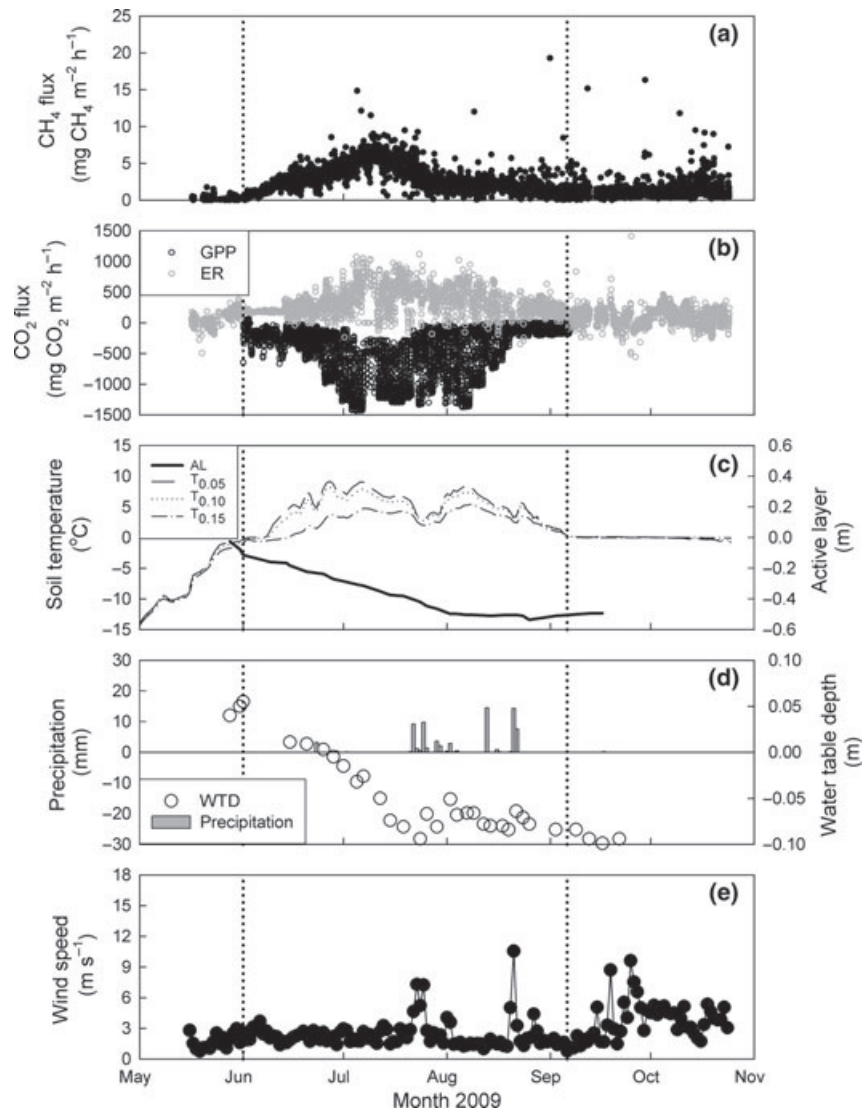 (a)
CH₄ flux
(mg CH₄ m⁻² h⁻¹)
25
20
15
10
5
0
(b)
CO₂ flux
(mg CO₂ m⁻² h⁻¹)
1500
1000
500
0
−500
−1000
−1500
GPP
ER
(c)
Soil temperature
(°C)
15
10
5
0
−5
−10
−15
AL
T₀.₀₅
T₀.₁₀
T₀.₁₅
0.6
0.4
0.2
0.0
−0.2
−0.4
−0.6
Active layer
(m)
(d)
Precipitation
(mm)
30
20
10
0
−10
−20
−30
WTD
Precipitation
0.10
0.05
0.00
−0.05
−0.10
Water table depth
(m)
(e)
Wind speed
(m s⁻¹)
18
15
12
9
6
3
0
May Jun Jul Aug Sep Oct Nov
Month 2009